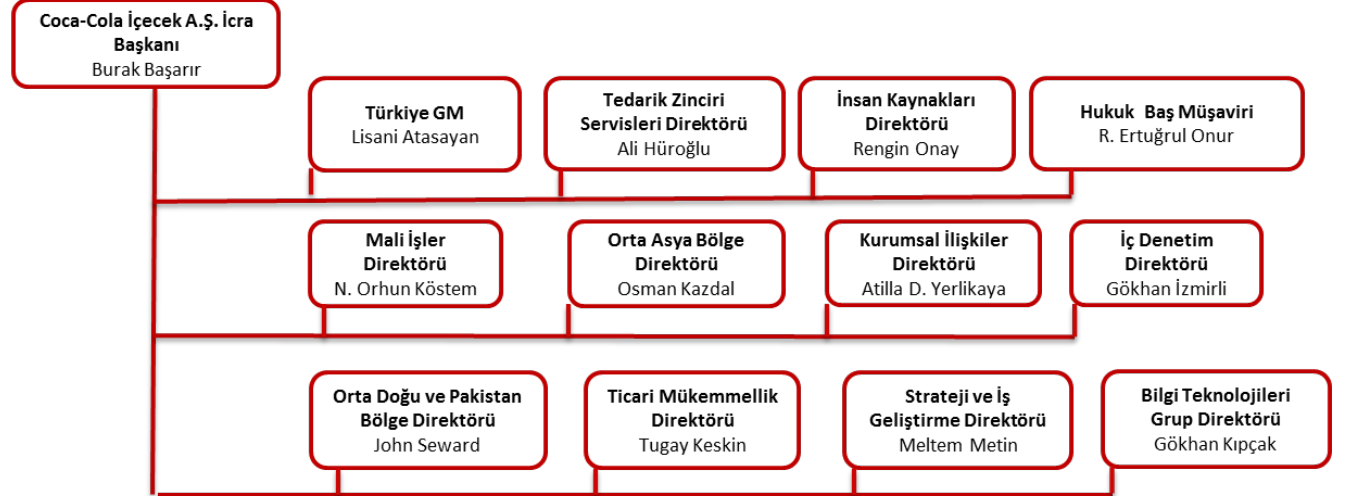 Coca-Cola İçecek A.Ş. İcra
Başkanı
Burak Başarır
Türkiye GM
Lisani Atasayan
Tedarik Zinciri
Servisleri Direktörü
Ali Hüroğlu
İnsan Kaynakları
Direktörü
Rengin Onay
Hukuk Baş Müşaviri
R. Ertuğrul Onur
Mali İşler
Direktörü
N. Orhun Köstem
Orta Asya Bölge
Direktörü
Osman Kazdal
Kurumsal İlişkiler
Direktörü
Atilla D. Yerlikaya
İç Denetim
Direktörü
Gökhan İzmirli
Orta Doğu ve Pakistan
Bölge Direktörü
John Seward
Ticari Mükemmellik
Direktörü
Tugay Keskin
Strateji ve İş
Geliştirme Direktörü
Meltem Metin
Bilgi Teknolojileri
Grup Direktörü
Gökhan Kıpçak